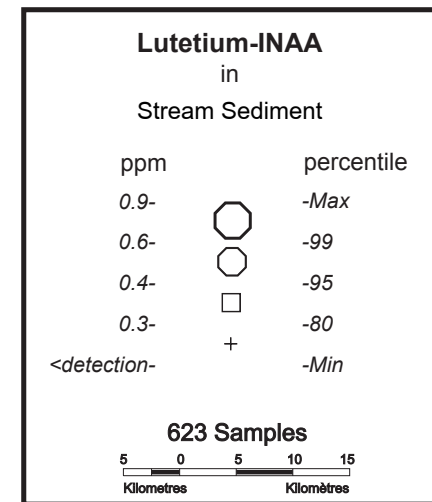 Lutetium-INAA
in
Stream Sediment
ppm percentile
0.9- -Max
0.6- -99
0.4- -95
0.3- -80
<detection- -Min
623 Samples
5 0 5 10 15
Kilometres Kilomètres